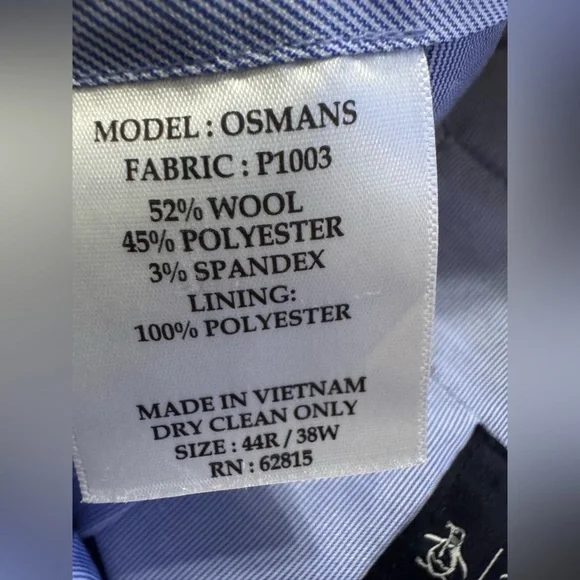 MODEL : OSMANS
FABRIC : P1003
52% WOOL
45% POLYESTER
3% SPANDEX
LINING:
100% POLYESTER
MADE IN VIETNAM
DRY CLEAN ONLY
SIZE : 44R / 38W
RN : 62815